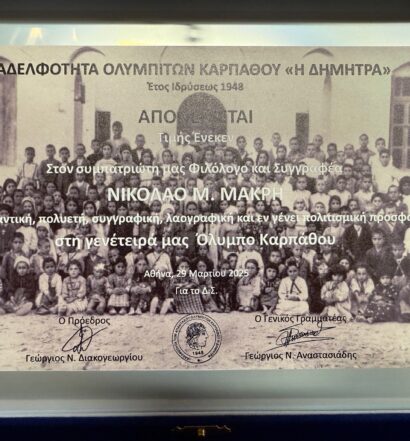 ΑΔΕΛΦΟΤΗΤΑ ΟΛΥΜΠΙΤΩΝ ΚΑΡΠΑΘΟΥ «Η ΔΗΜΗΤΡΑ»
Έτος Ιδρύσεως 1948
ΑΠΟΝΕΜΕΤΑΙ
Τιμής Ένεκεν
Στον συμπατριώτη μας Φιλόλογο και Συγγραφέα
ΝΙΚΟΛΑΟ Μ. ΜΑΚΡΗ
αντική, πολυετή, συγγραφική, λαογραφική και εν γένει πολιτισμική προσφο
στη γενέτειρά μας Όλυμπο Καρπάθου
Αθήνα, 29 Μαρτίου 2025
Για το Δ.Σ.
Ο Πρόεδρος
Ο Γενικός Γραμματέας
1948
Γεώργιος Ν. Διακογεωργίου
Γεώργιος Ν. Αναστασιάδης